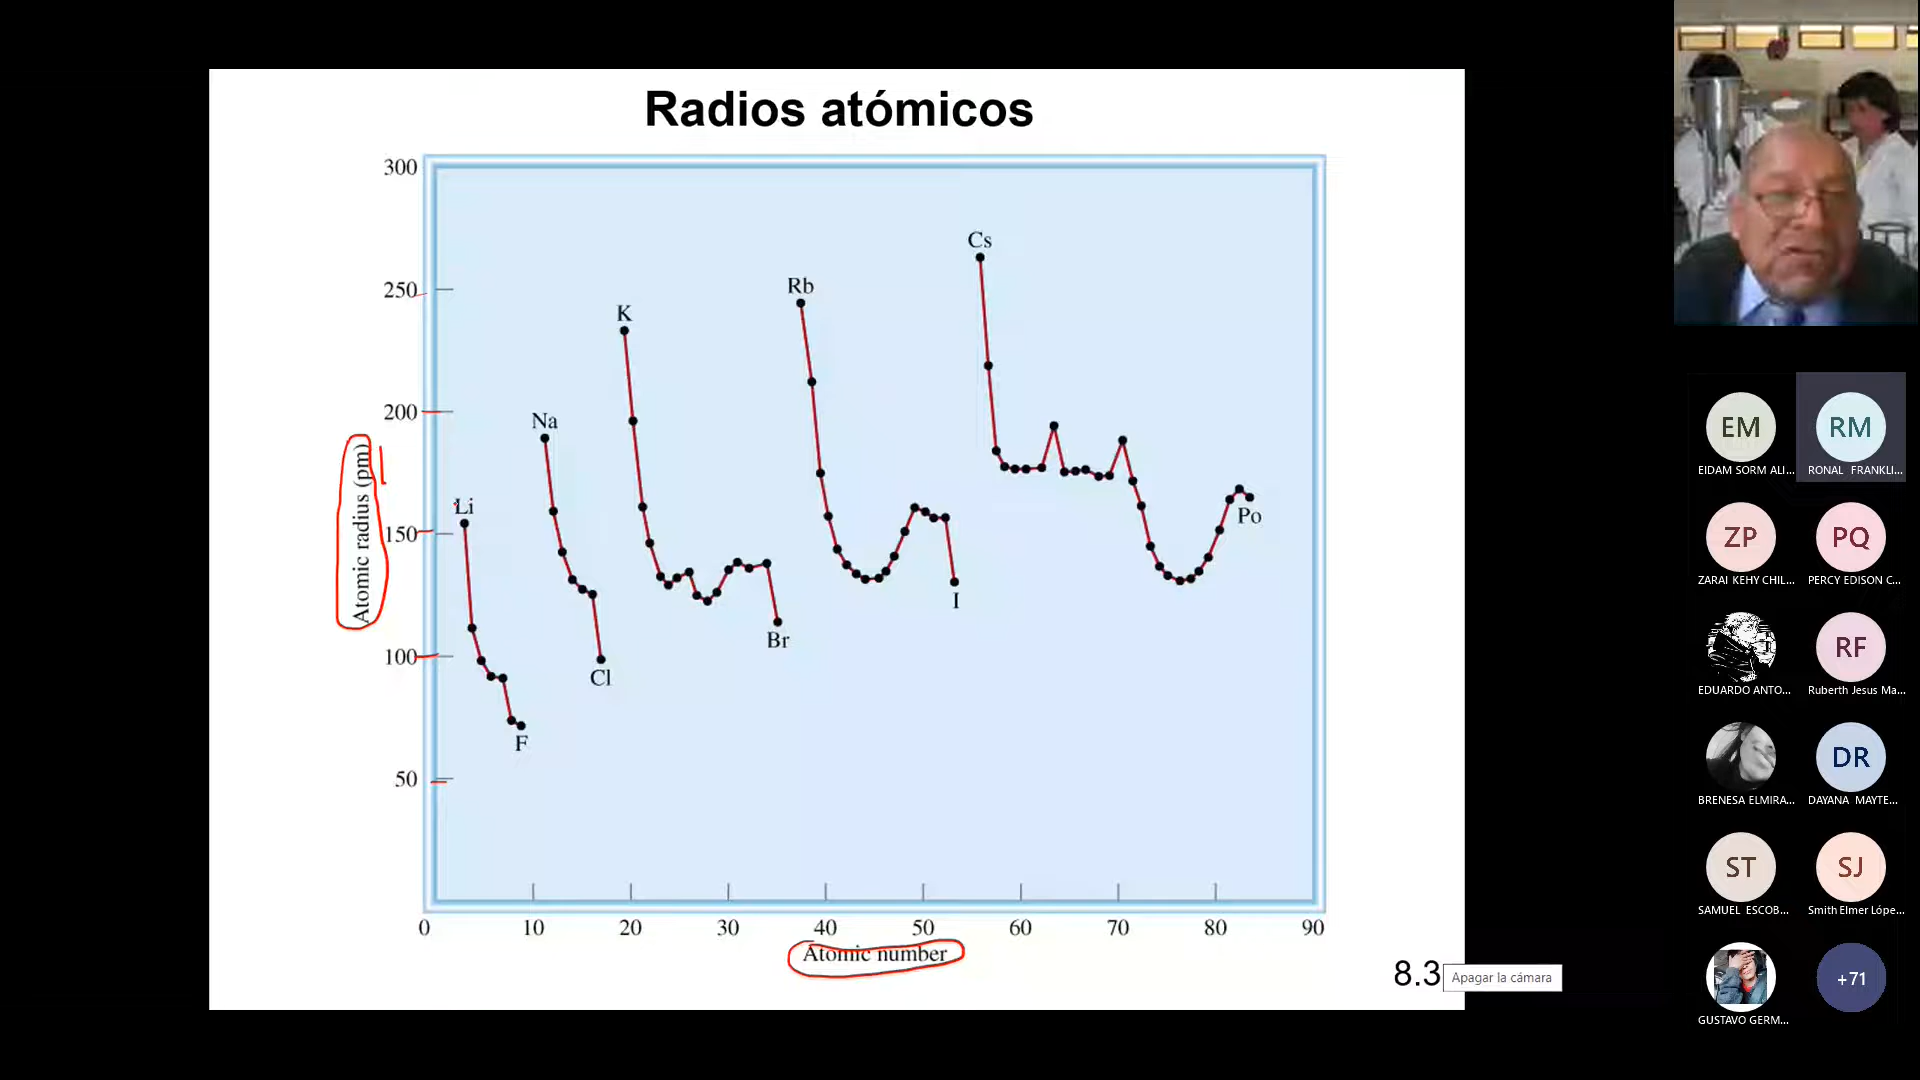 Radios atómicos
300
250
200
150
100
50
Atomic radius (pm)
Li
F
Na
Cl
K
Br
Rb
I
Cs
Po
0 10 20 30 40 50 60 70 80 90
Atomic number
8.3
Apagar la cámara
EM
EIDAM SORM ALI...
RM
RONAL FRANKLI...
ZP
ZARAI KEHY CHIL...
PQ
PERCY EDISON C...
EDUARDO ANTO...
RF
Ruberth Jesus Ma...
BRENESA ELMIRA...
DR
DAYANA MAYTE...
ST
SAMUEL ESCOB...
SJ
Smith Elmer Lópe...
GUSTAVO GERM...
+71